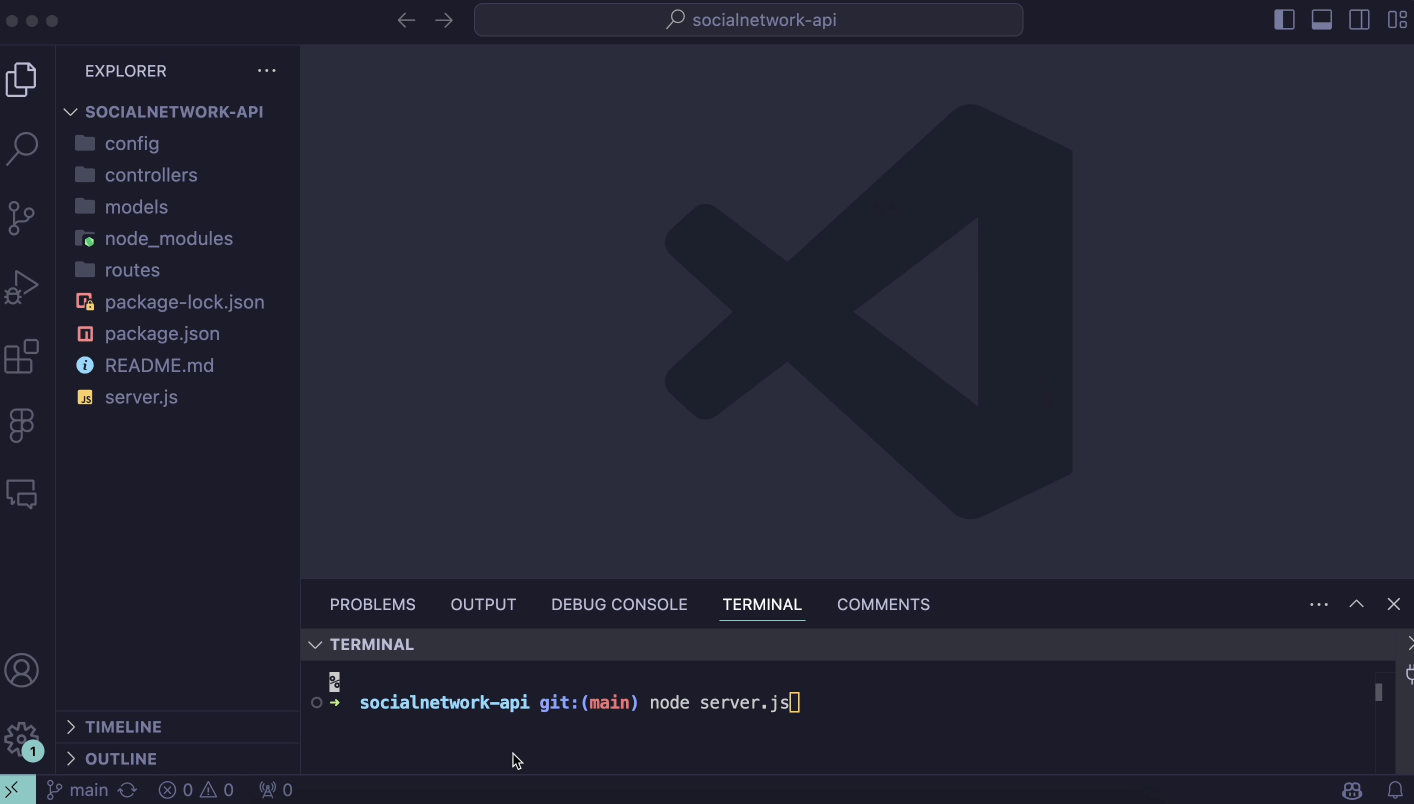 socialnetwork-api
EXPLORER
SOCIALNETWORK-API
config
controllers
models
node_modules
routes
package-lock.json
package.json
README.md
JS server.js
TIMELINE
OUTLINE
PROBLEMS OUTPUT DEBUG CONSOLE TERMINAL COMMENTS
TERMINAL
%
➜ socialnetwork-api git:(main) node server.js
1
main 0 0 0